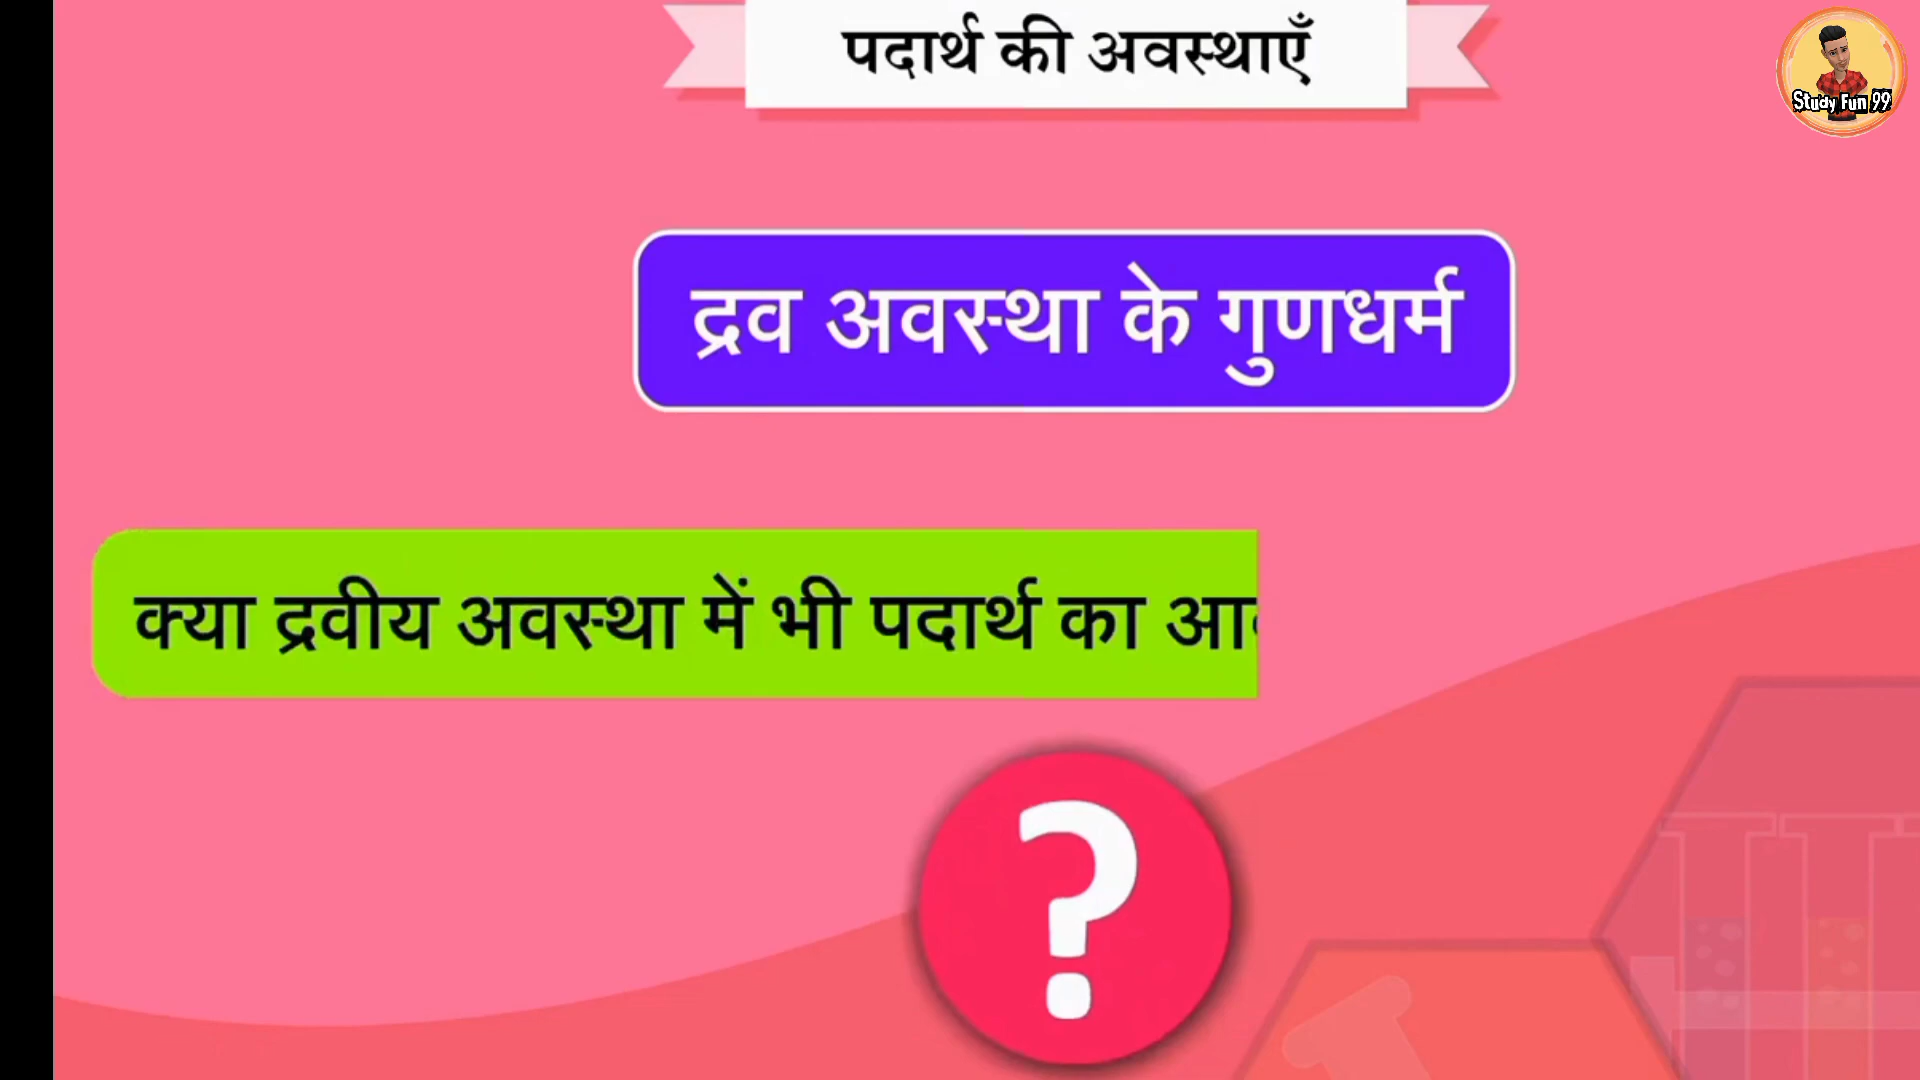 पदार्थ की अवस्थाएँ
Study Fun 99
द्रव अवस्था के गुणधर्म
क्या द्रवीय अवस्था में भी पदार्थ का
?